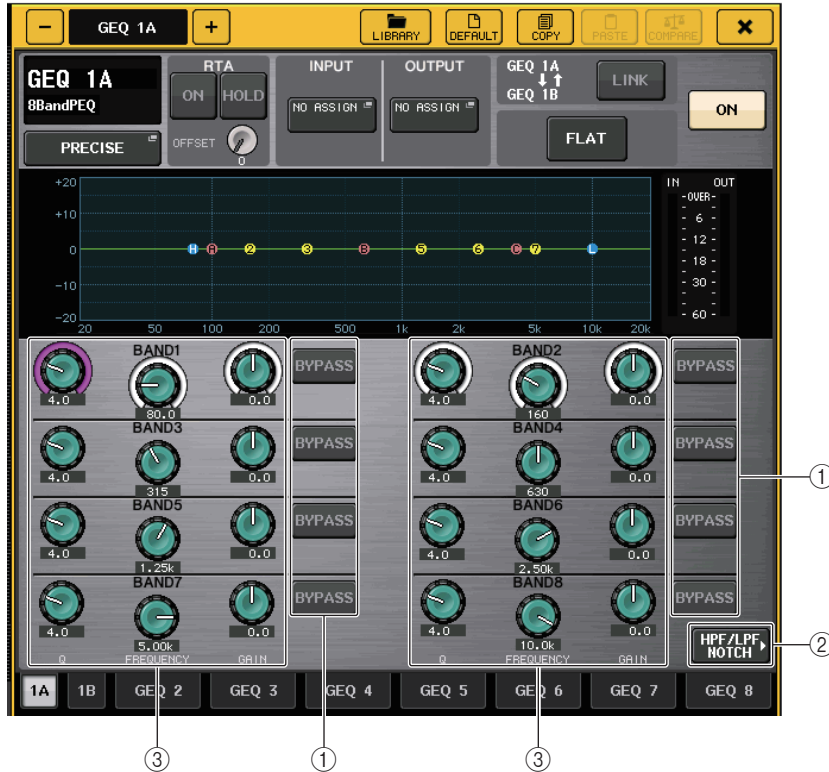 GEQ 1A
LIBRARY DEFAULT COPY PASTE COMPARE
GEQ 1A
8BandPEQ
PRECISE
RTA
ON HOLD
OFFSET
0
INPUT
NO ASSIGN
OUTPUT
NO ASSIGN
GEQ 1A
GEQ 1B
LINK
FLAT
ON
+20
+10
0
-10
-20
20 50 100 200 500 1k 2k 5k 10k 20k
H A 2 3 B 5 6 C 7 L
IN OUT
-OVER-
- 6 -
- 12 -
- 18 -
- 30 -
- 60 -
BAND1
4.0 80.0 0.0
BYPASS
BAND2
4.0 160 0.0
BYPASS
BAND3
4.0 315 0.0
BYPASS
BAND4
4.0 630 0.0
BYPASS
BAND5
4.0 1.25k 0.0
BYPASS
BAND6
4.0 2.50k 0.0
BYPASS
BAND7
4.0 5.00k 0.0
BYPASS
BAND8
4.0 10.0k 0.0
BYPASS
Q FREQUENCY GAIN
Q FREQUENCY GAIN
HPF/LPF
NOTCH
1A 1B GEQ 2 GEQ 3 GEQ 4 GEQ 5 GEQ 6 GEQ 7 GEQ 8
①
②
③ ① ③